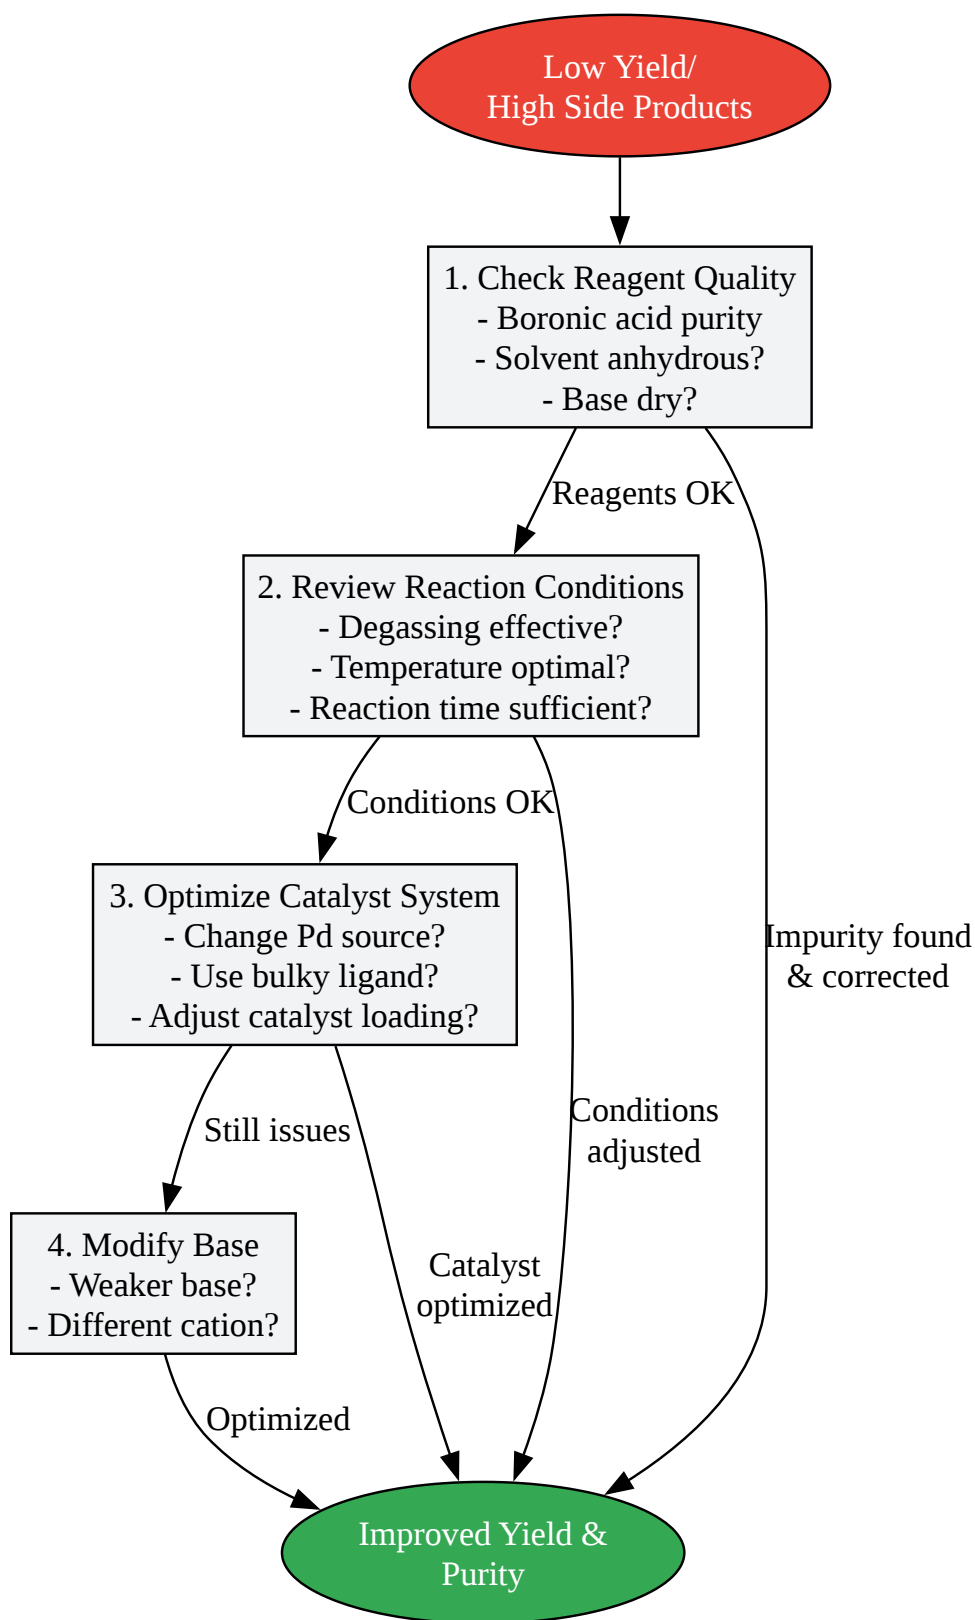 Low Yield/
High Side Products
1. Check Reagent Quality
- Boronic acid purity
- Solvent anhydrous?
- Base dry?
Reagents OK
2. Review Reaction Conditions
- Degassing effective?
- Temperature optimal?
- Reaction time sufficient?
Conditions OK
3. Optimize Catalyst System
- Change Pd source?
- Use bulky ligand?
- Adjust catalyst loading?
Impurity found
& corrected
Conditions
adjusted
Still issues
4. Modify Base
- Weaker base?
- Different cation?
Catalyst
optimized
Optimized
Improved Yield &
Purity